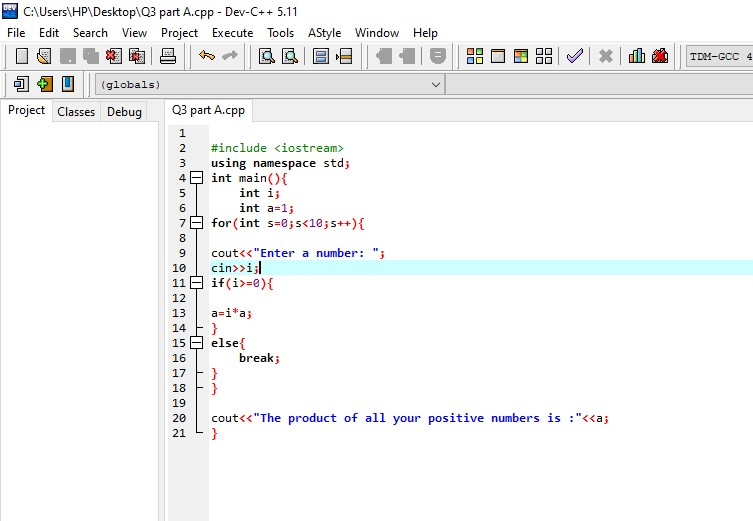 C:\Users\HP\Desktop\Q3 part A.cpp - Dev-C++ 5.11
File Edit Search View Project Execute Tools AStyle Window Help
TDM-GCC 4
(globals)
Project Classes Debug Q3 part A.cpp
1
2 #include <iostream>
3 using namespace std;
4 int main(){
5 int i;
6 int a=1;
7 for(int s=0;s<10;s++){
8
9 cout<<"Enter a number: ";
10 cin>>i;
11 if(i>=0){
12
13 a=i*a;
14 }
15 else{
16 break;
17 }
18 }
19
20 cout<<"The product of all your positive numbers is :"<<a;
21 }